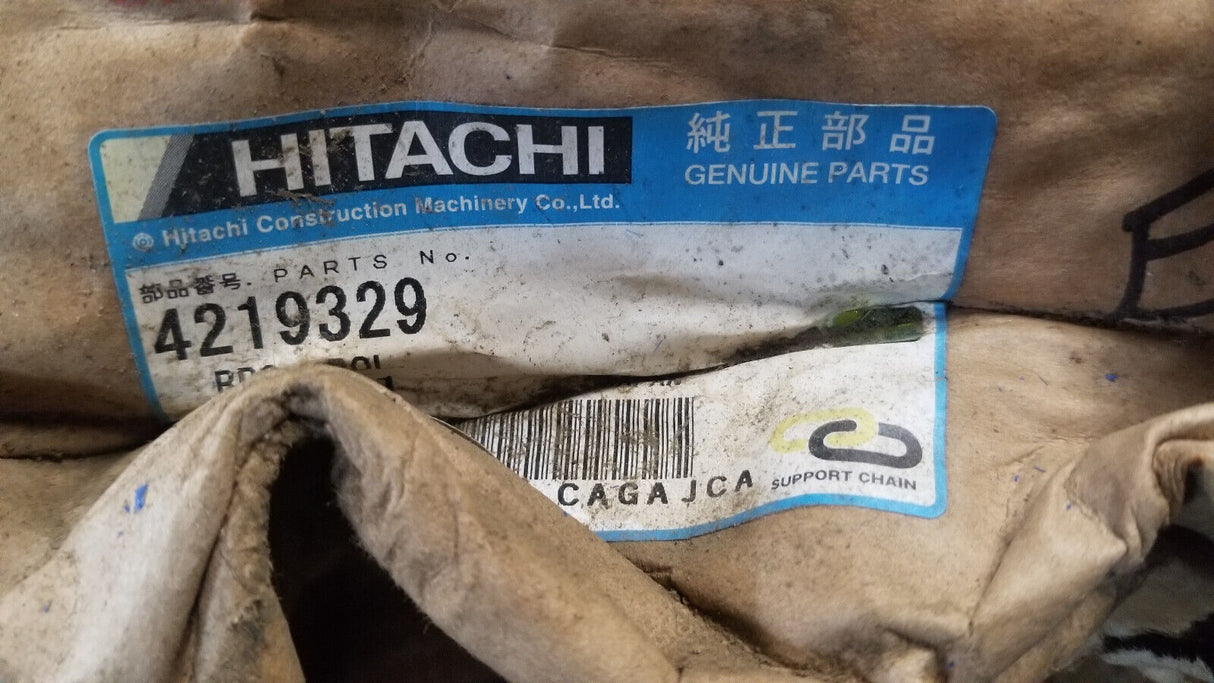 HITACHI
純正部品
GENUINE PARTS
© Hitachi Construction Machinery Co.,Ltd.
部品番号. PARTS No.
4219329
CAGAJCA
SUPPORT CHAIN